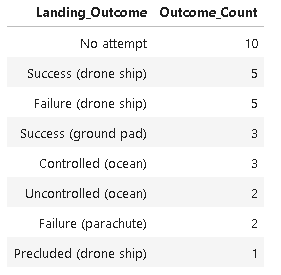 Landing_Outcome Outcome_Count
No attempt 10
Success (drone ship) 5
Failure (drone ship) 5
Success (ground pad) 3
Controlled (ocean) 3
Uncontrolled (ocean) 2
Failure (parachute) 2
Precluded (drone ship) 1